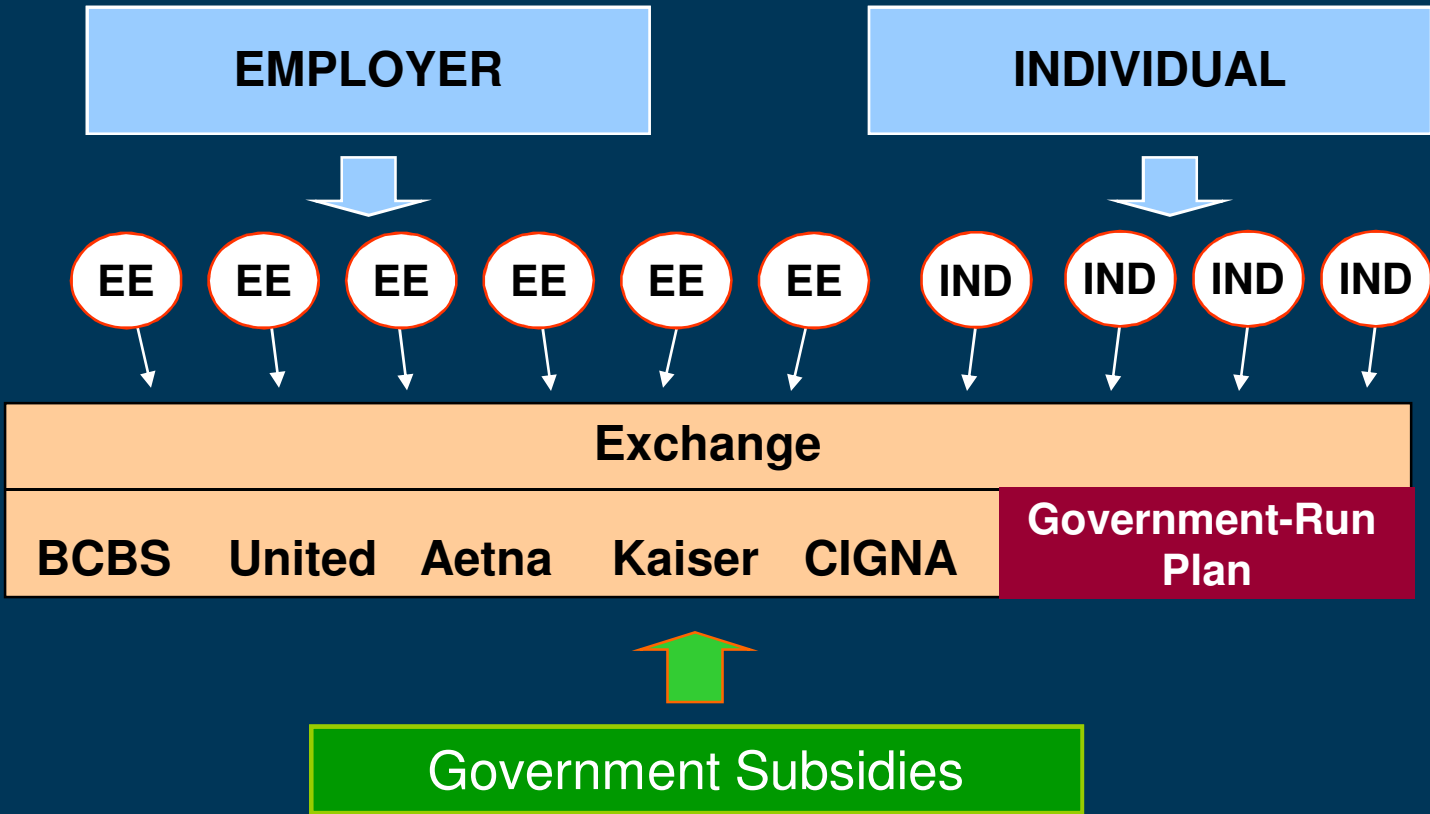 EMPLOYER INDIVIDUAL
EE EE EE EE EE EE IND IND IND IND
Exchange
BCBS United Aetna Kaiser CIGNA
Government-Run
Plan
Government Subsidies